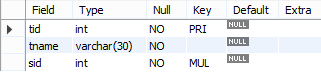 Field Type Null Key Default Extra
tid int NO PRI NULL
tname varchar(30) NO NULL
sid int NO MUL NULL